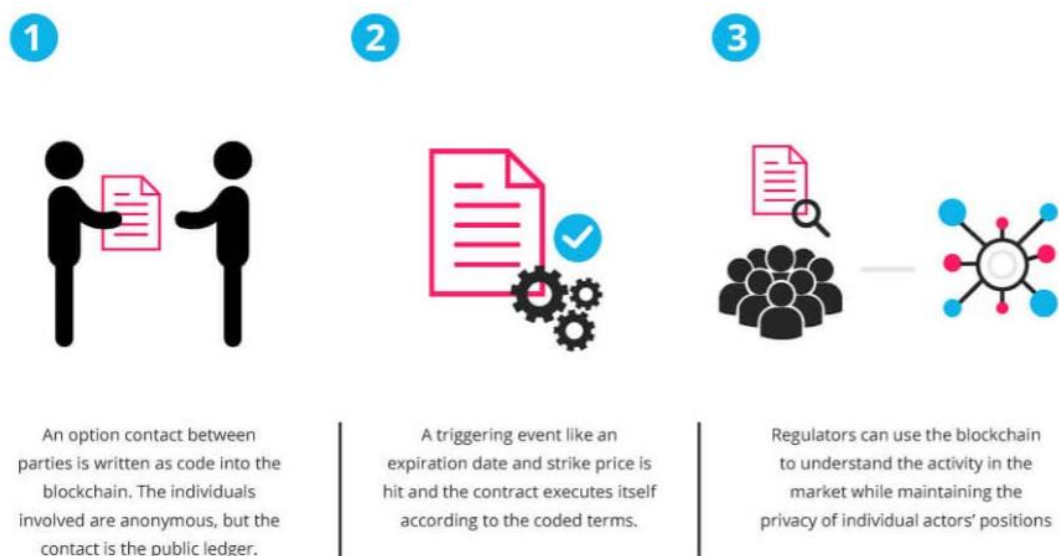 1
2
3
An option contact between
parties is written as code into the
blockchain. The individuals
involved are anonymous, but the
contact is the public ledger.
A triggering event like an
expiration date and strike price is
hit and the contract executes itself
according to the coded terms.
Regulators can use the blockchain
to understand the activity in the
market while maintaining the
privacy of individual actors' positions